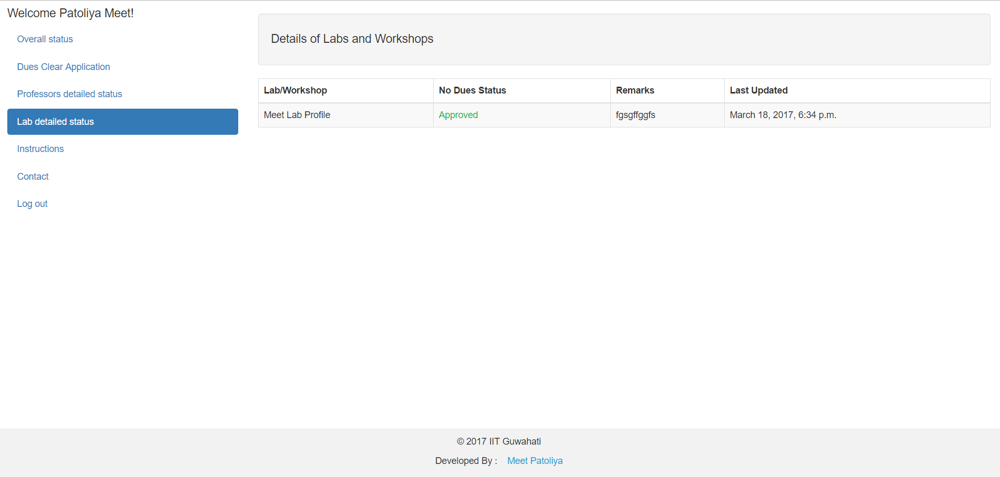 Welcome Patoliya Meet!
Overall status
Dues Clear Application
Professors detailed status
Lab detailed status
Instructions
Contact
Log out
Details of Labs and Workshops
Lab/Workshop No Dues Status Remarks Last Updated
Meet Lab Profile Approved fgsgffggfs March 18, 2017, 6:34 p.m.
© 2017 IIT Guwahati
Developed By : Meet Patoliya